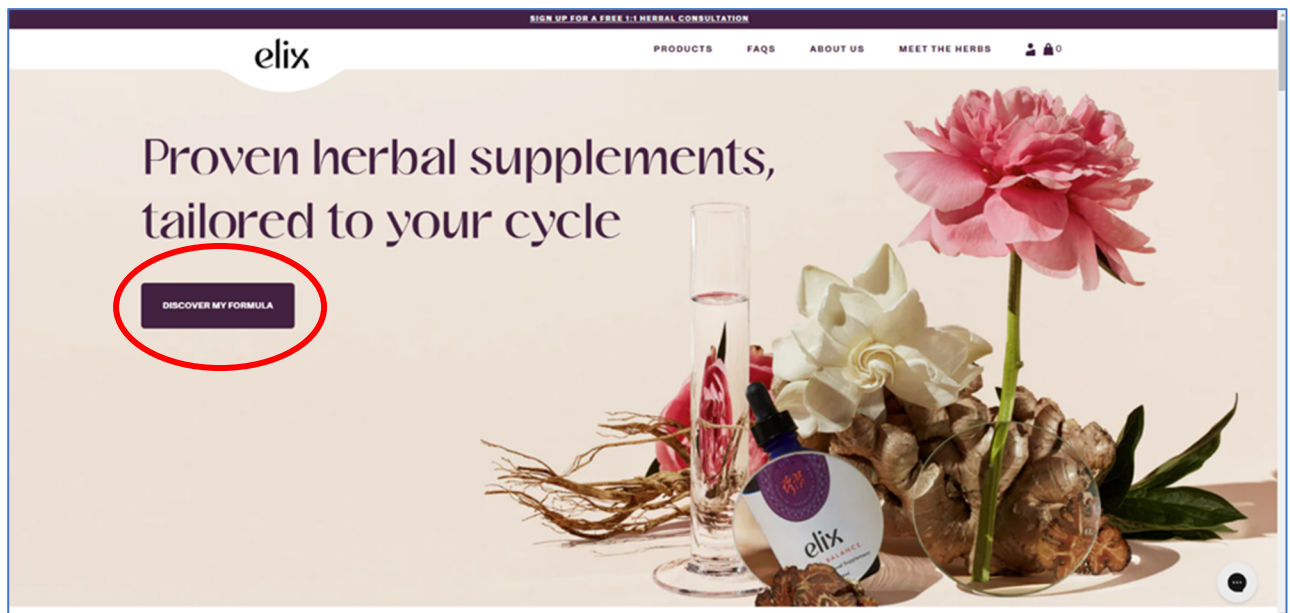 SIGN UP FOR A FREE 1:1 HERBAL CONSULTATION
elix
PRODUCTS FAQS ABOUT US MEET THE HERBS 0
Proven herbal supplements,
tailored to your cycle
DISCOVER MY FORMULA
elix
BALANCE
Supplement